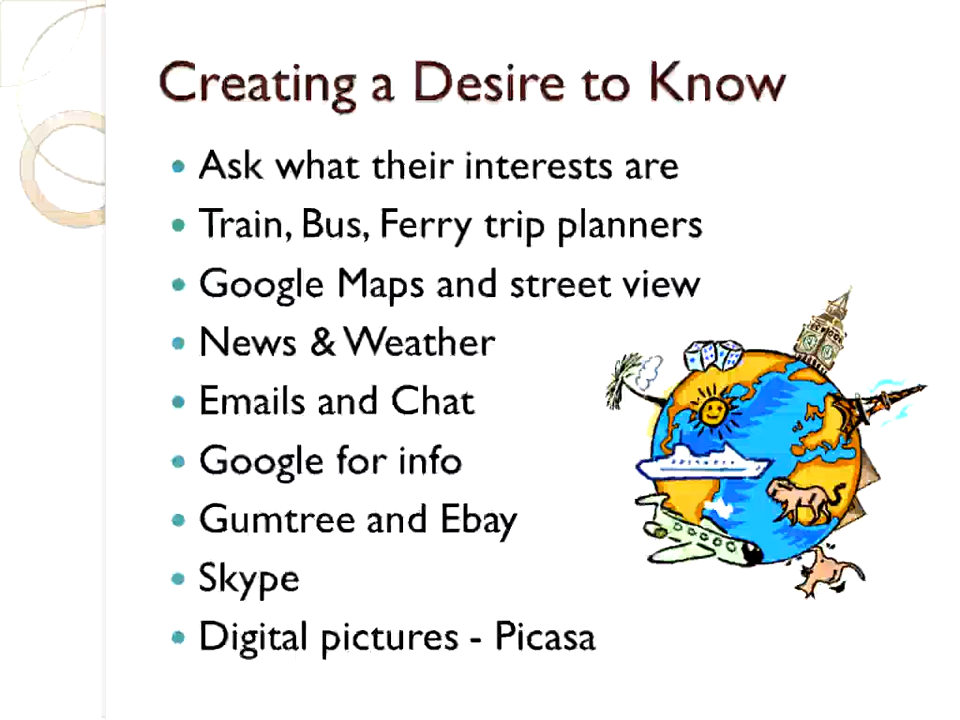 Creating a Desire to Know
• Ask what their interests are
• Train, Bus, Ferry trip planners
• Google Maps and street view
• News & Weather
• Emails and Chat
• Google for info
• Gumtree and Ebay
• Skype
• Digital pictures - Picasa